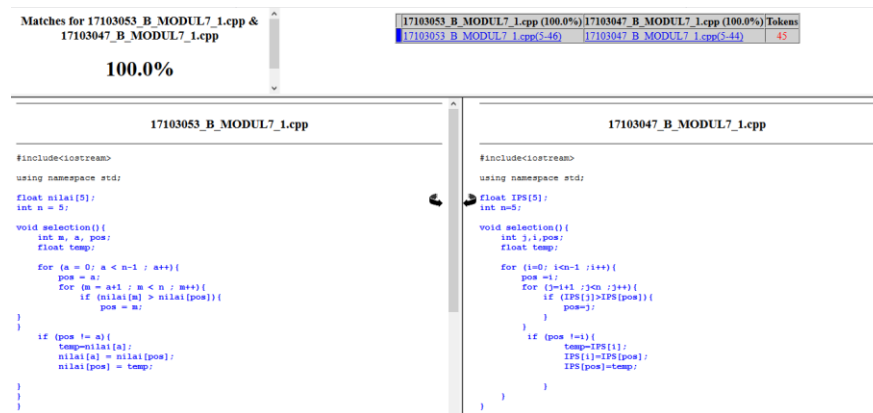 Matches for 17103053_B_MODUL7_1.cpp &
17103047_B_MODUL7_1.cpp
100.0%
17103053_B_MODUL7_1.cpp (100.0%) 17103047_B_MODUL7_1.cpp (100.0%) Tokens
17103053_B_MODUL7_1.cpp(5-46) 17103047_B_MODUL7_1.cpp(5-44) 45
17103053_B_MODUL7_1.cpp
#include<iostream>
using namespace std;
float nilai[5];
int n = 5;
void selection(){
int m, a, pos;
float temp;
for (a = 0; a < n-1 ; a++){
pos = a;
for (m = a+1 ; m < n ; m++){
if (nilai[m] > nilai[pos]){
pos = m;
}
}
if (pos != a){
temp=nilai[a];
nilai[a] = nilai[pos];
nilai[pos] = temp;
}
}
}
17103047_B_MODUL7_1.cpp
#include<iostream>
using namespace std;
float IPS[5];
int n=5;
void selection(){
int j,i,pos;
float temp;
for (i=0; i<n-1 ;i++){
pos =i;
for (j=i+1 ;j<n ;j++){
if (IPS[j]>IPS[pos]){
pos=j;
}
}
if (pos !=i){
temp=IPS[i];
IPS[i]=IPS[pos];
IPS[pos]=temp;
}
}
}